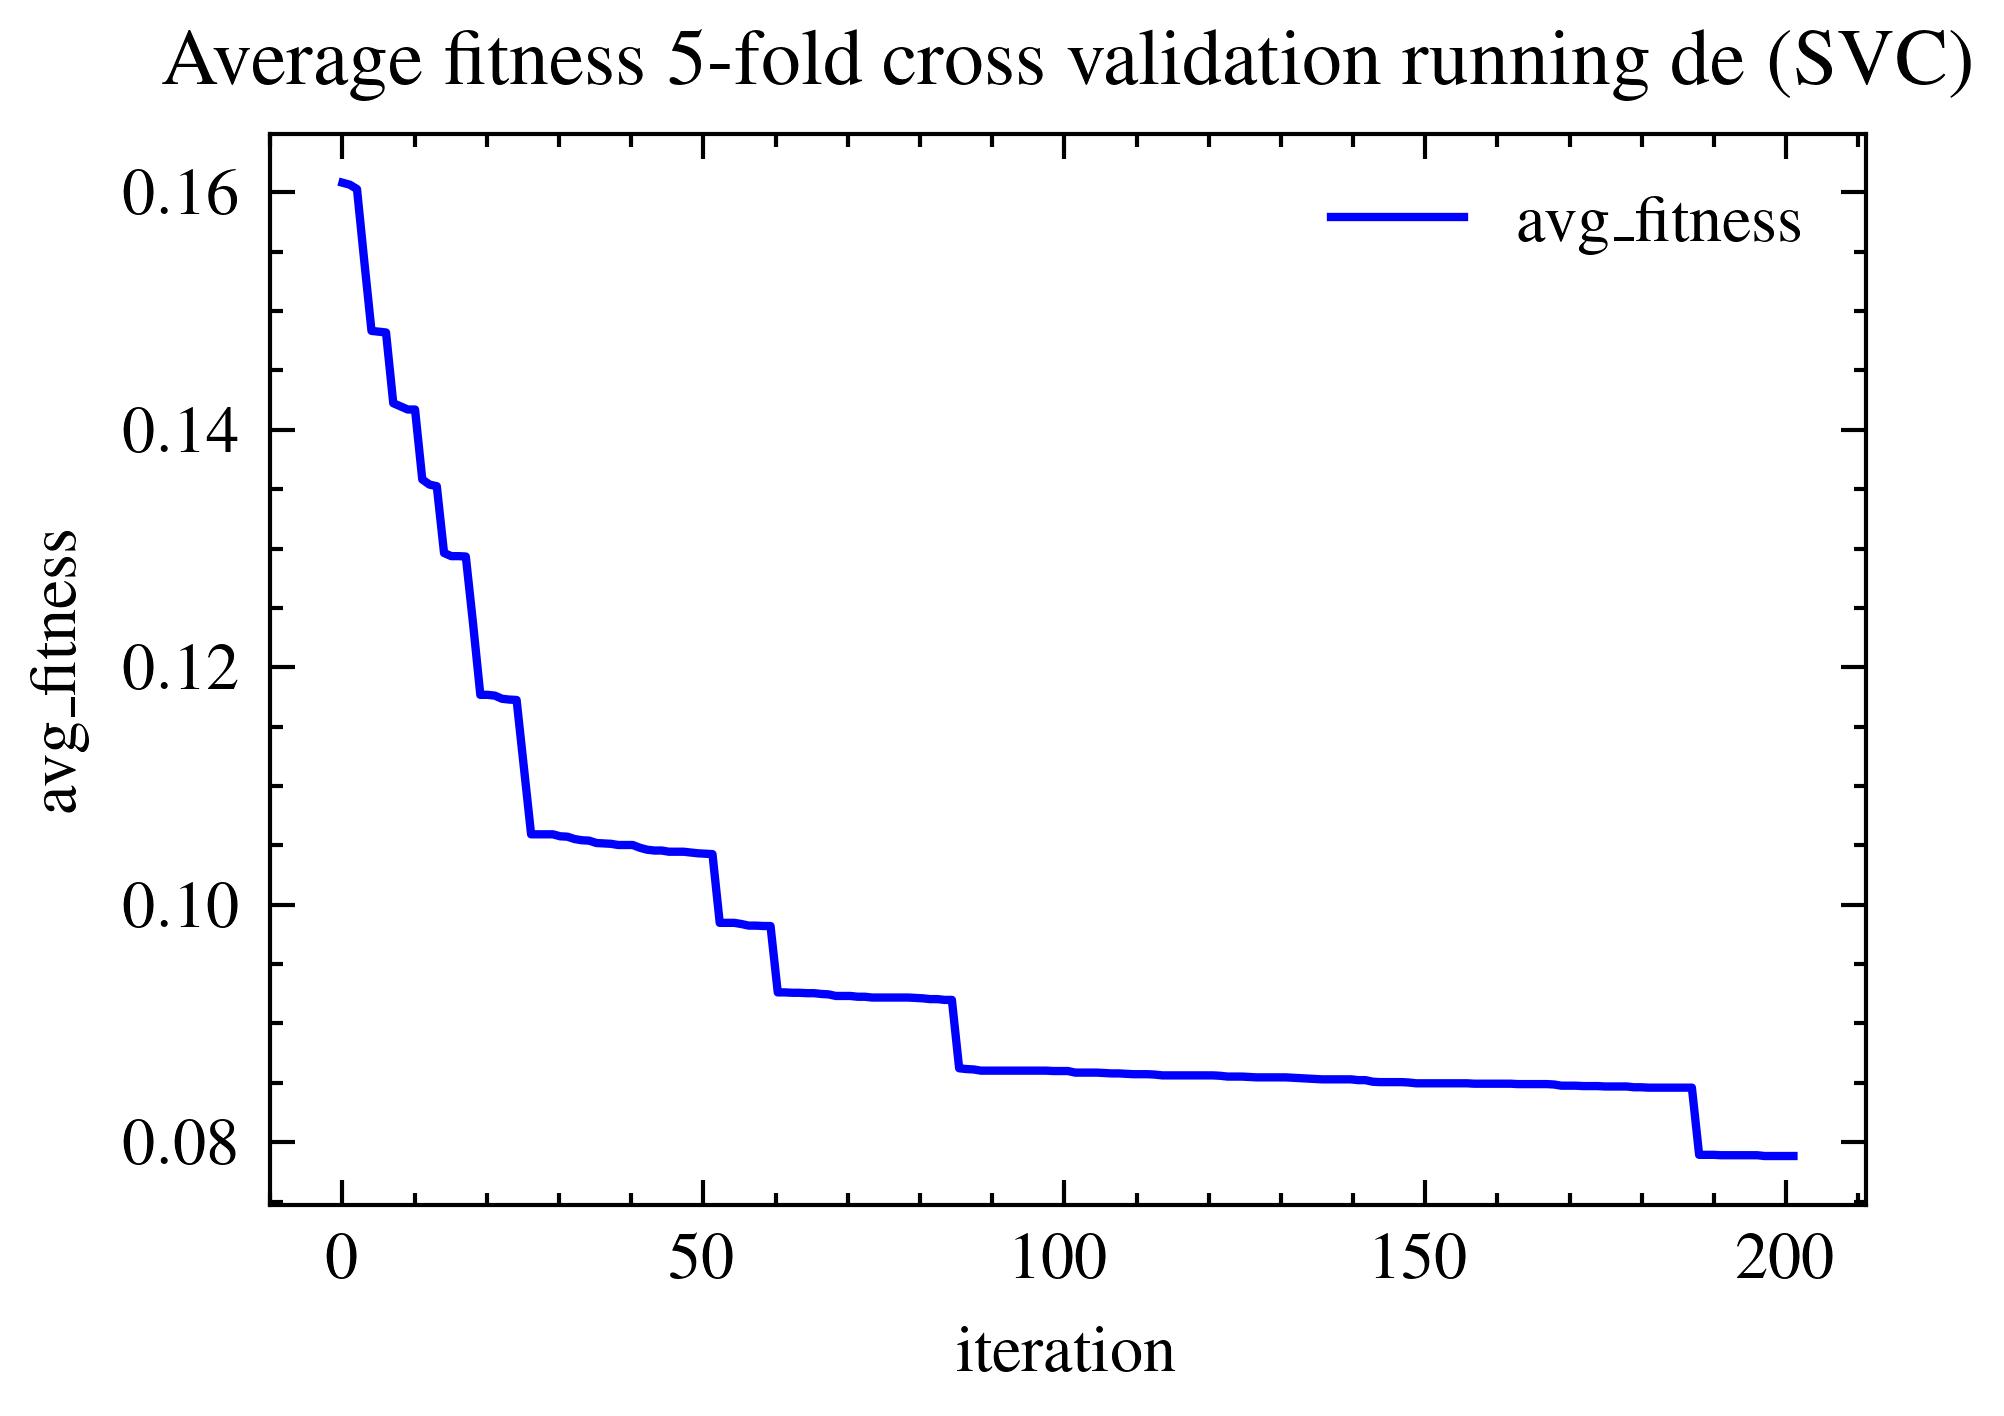 Average fitness 5-fold cross validation running de (SVC)
avg_fitness
0.16
0.14
0.12
0.10
0.08
avg_fitness
0 50 100 150 200
iteration